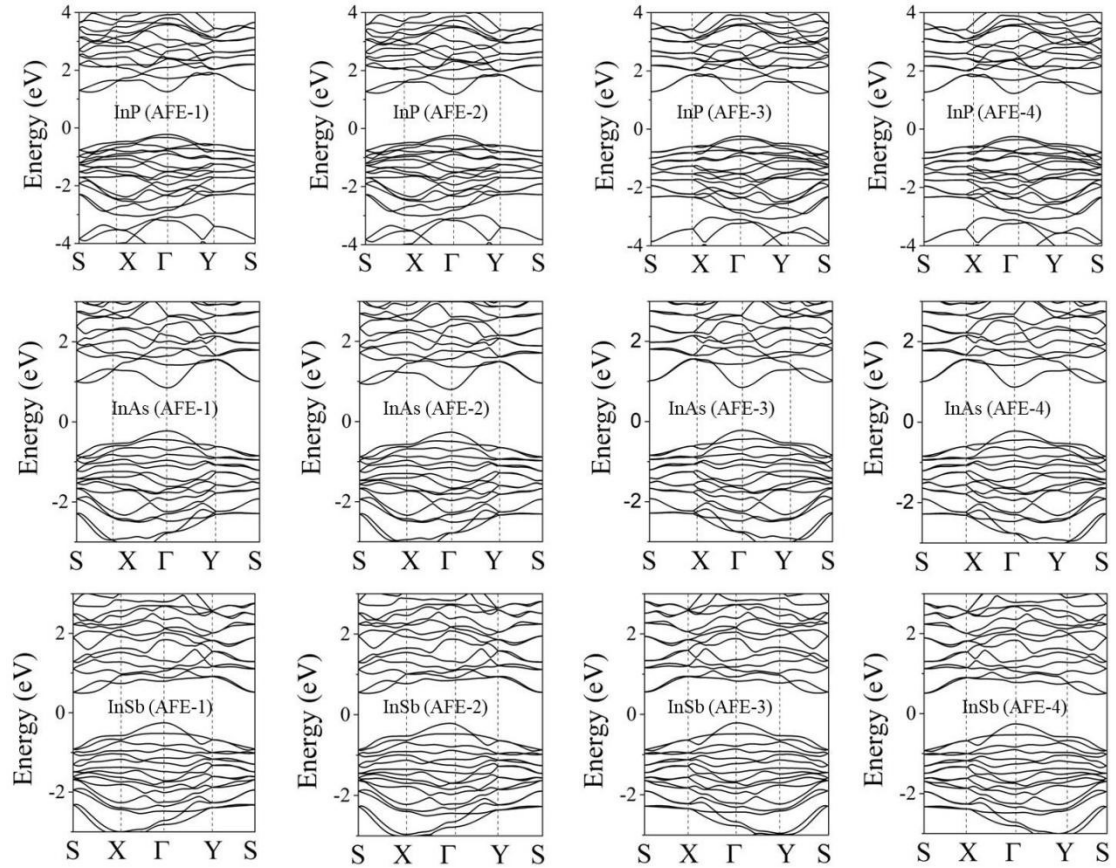 4
2
0
-2
-4
Energy (eV)
InP (AFE-1)
S X Γ Y S
4
2
0
-2
-4
Energy (eV)
InP (AFE-2)
S X Γ Y S
4
2
0
-2
-4
Energy (eV)
InP (AFE-3)
S X Γ Y S
4
2
0
-2
-4
Energy (eV)
InP (AFE-4)
S X Γ Y S
2
0
-2
Energy (eV)
InAs (AFE-1)
S X Γ Y S
2
0
-2
Energy (eV)
InAs (AFE-2)
S X Γ Y S
2
0
-2
Energy (eV)
InAs (AFE-3)
S X Γ Y S
2
0
-2
Energy (eV)
InAs (AFE-4)
S X Γ Y S
2
0
-2
Energy (eV)
InSb (AFE-1)
S X Γ Y S
2
0
-2
Energy (eV)
InSb (AFE-2)
S X Γ Y S
2
0
-2
Energy (eV)
InSb (AFE-3)
S X Γ Y S
2
0
-2
Energy (eV)
InSb (AFE-4)
S X Γ Y S